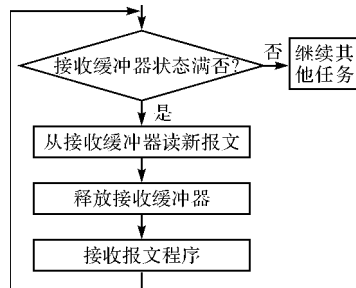 接收缓冲器状态满否?
否
继续其
他任务
是
从接收缓冲器读新报文
释放接收缓冲器
接收报文程序